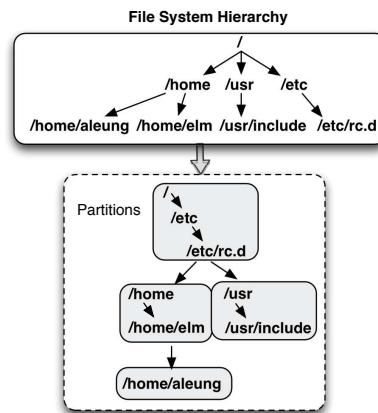 File System Hierarchy
/
/home /usr /etc
/home/aleung /home/elm /usr/include /etc/rc.d
Partitions
/
/etc
/etc/rc.d
/home /usr
/home/elm /usr/include
/home/aleung